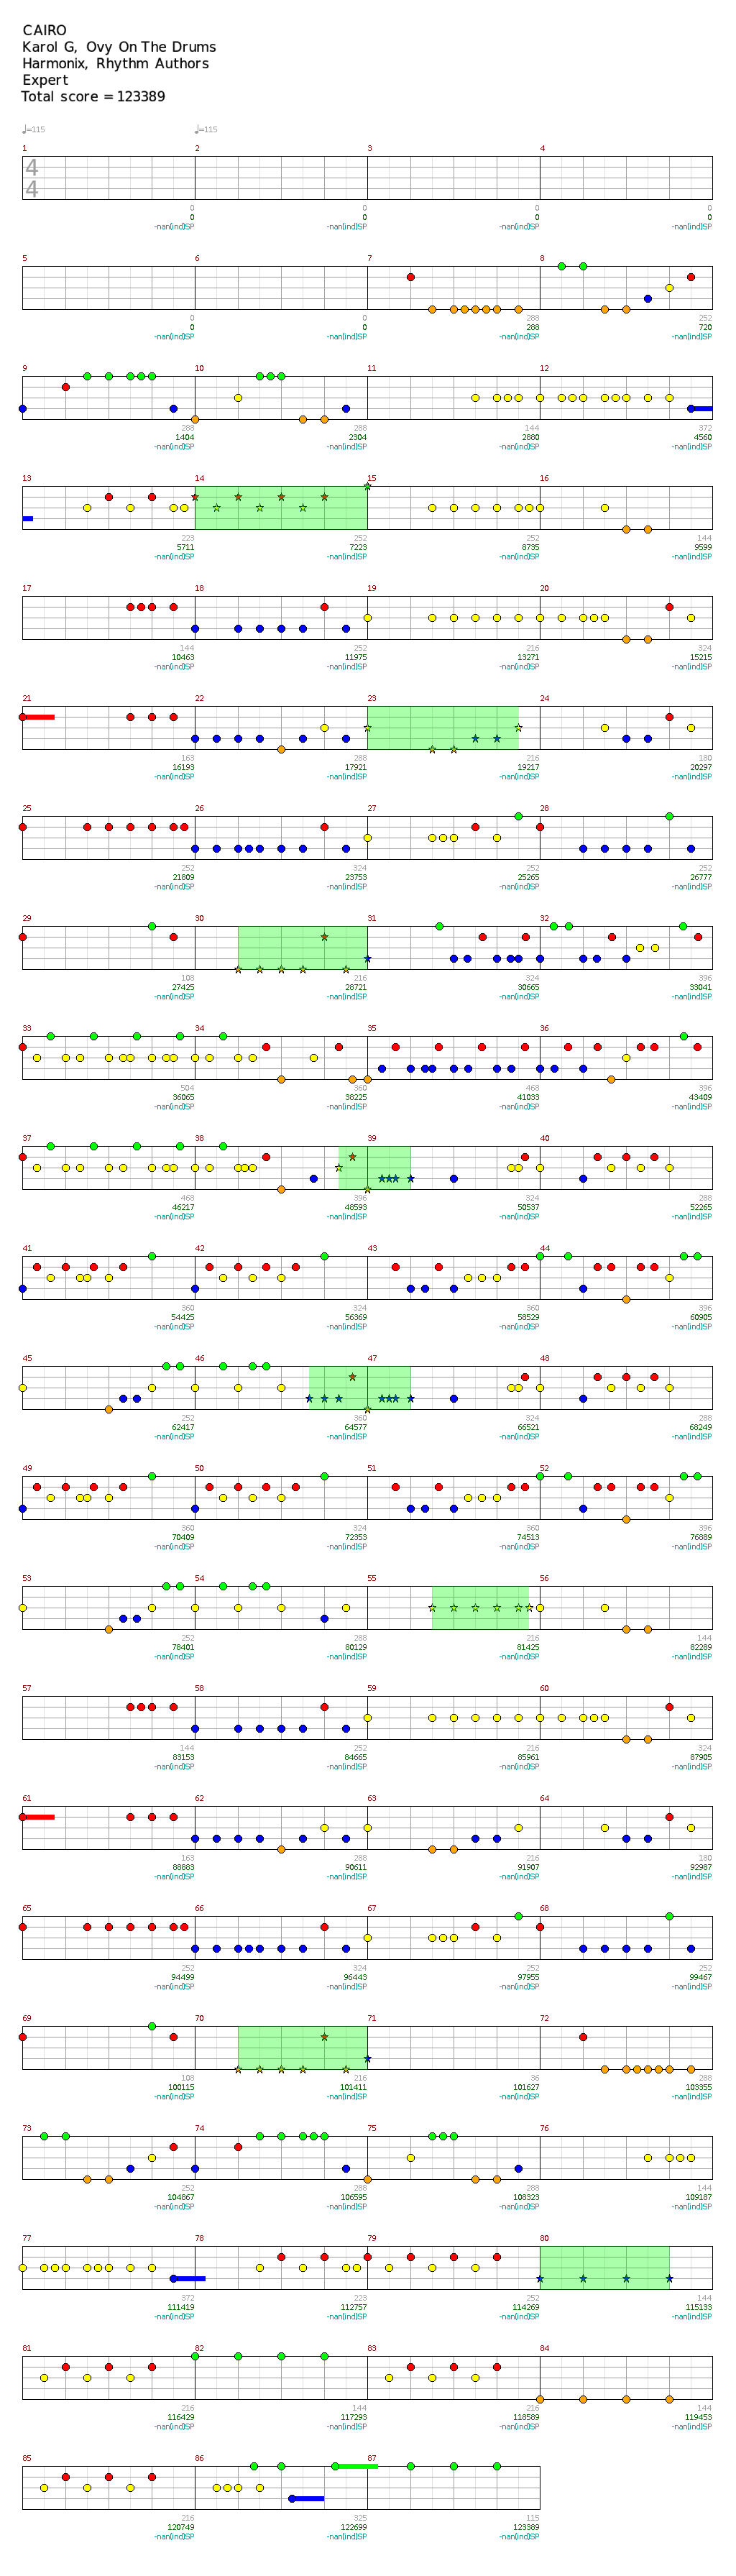 CAIRO
Karol G, Ovy On The Drums
Harmonix, Rhythm Authors
Expert
Total score = 123389
♩=115 ♩=115
1 2 3 4
4
4
0 0 0 0
0 0 0 0
-nan(ind)SP -nan(ind)SP -nan(ind)SP -nan(ind)SP
5 6 7 8
0 288 252
0 288 720
-nan(ind)SP -nan(ind)SP -nan(ind)SP
9 10 11 12
288 288 144 372
1404 2304 2880 4560
-nan(ind)SP -nan(ind)SP -nan(ind)SP -nan(ind)SP
13 14 15 16
223 252 252 144
5711 7223 8735 9599
-nan(ind)SP -nan(ind)SP -nan(ind)SP -nan(ind)SP
17 18 19 20
144 252 216 324
10463 11975 13271 15215
-nan(ind)SP -nan(ind)SP -nan(ind)SP -nan(ind)SP
21 22 23 24
163 288 216 180
16193 17921 19217 20297
-nan(ind)SP -nan(ind)SP -nan(ind)SP -nan(ind)SP
25 26 27 28
252 324 252 252
21809 23753 25265 26777
-nan(ind)SP -nan(ind)SP -nan(ind)SP -nan(ind)SP
29 30 31 32
108 216 324 396
27425 28721 30665 33041
-nan(ind)SP -nan(ind)SP -nan(ind)SP -nan(ind)SP
33 34 35 36
504 360 468 396
36065 38225 41033 43409
-nan(ind)SP -nan(ind)SP -nan(ind)SP -nan(ind)SP
37 38 39 40
468 396 324 288
46217 48593 50537 52265
-nan(ind)SP -nan(ind)SP -nan(ind)SP -nan(ind)SP
41 42 43 44
360 324 360 396
54425 56369 58529 60905
-nan(ind)SP -nan(ind)SP -nan(ind)SP -nan(ind)SP
45 46 47 48
252 360 324 288
62417 64577 66521 68249
-nan(ind)SP -nan(ind)SP -nan(ind)SP -nan(ind)SP
49 50 51 52
360 324 360 396
70409 72353 74513 76889
-nan(ind)SP -nan(ind)SP -nan(ind)SP -nan(ind)SP
53 54 55 56
252 288 216 144
78401 80129 81425 82289
-nan(ind)SP -nan(ind)SP -nan(ind)SP -nan(ind)SP
57 58 59 60
144 252 216 324
83153 84665 85961 87905
-nan(ind)SP -nan(ind)SP -nan(ind)SP -nan(ind)SP
61 62 63 64
163 288 216 180
88883 90611 91907 92987
-nan(ind)SP -nan(ind)SP -nan(ind)SP -nan(ind)SP
65 66 67 68
252 324 252 252
94499 96443 97955 99467
-nan(ind)SP -nan(ind)SP -nan(ind)SP -nan(ind)SP
69 70 71 72
108 216 36 288
100115 101411 101627 103355
-nan(ind)SP -nan(ind)SP -nan(ind)SP -nan(ind)SP
73 74 75 76
252 288 288 144
104867 106595 108323 109187
-nan(ind)SP -nan(ind)SP -nan(ind)SP -nan(ind)SP
77 78 79 80
372 223 252 144
111419 112757 114269 115133
-nan(ind)SP -nan(ind)SP -nan(ind)SP -nan(ind)SP
81 82 83 84
216 144 216 144
116429 117293 118589 119453
-nan(ind)SP -nan(ind)SP -nan(ind)SP -nan(ind)SP
85 86 87
216 325 115
120749 122699 123389
-nan(ind)SP -nan(ind)SP -nan(ind)SP